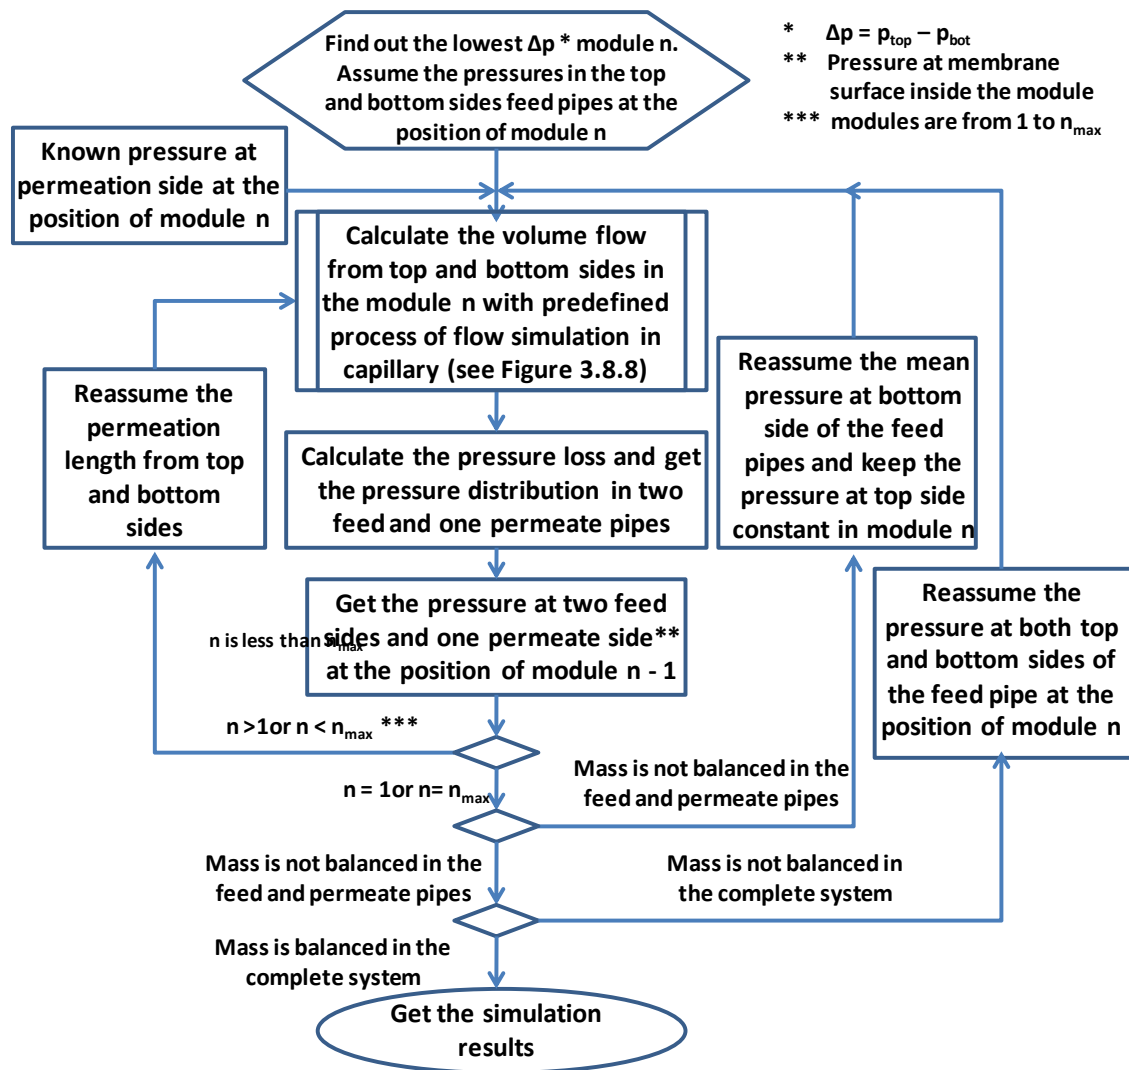 Find out the lowest Δp * module n.
Assume the pressures in the top
and bottom sides feed pipes at the
position of module n
* Δp = ptop – pbot
** Pressure at membrane
surface inside the module
*** modules are from 1 to nmax
Known pressure at
permeation side at the
position of module n
Calculate the volume flow
from top and bottom sides in
the module n with predefined
process of flow simulation in
capillary (see Figure 3.8.8)
Reassume the
permeation
length from top
and bottom
sides
Reassume the mean
pressure at bottom
side of the feed
pipes and keep the
pressure at top side
constant in module n
Calculate the pressure loss and get
the pressure distribution in two
feed and one permeate pipes
Get the pressure at two feed
sides and one permeate side**
at the position of module n - 1
n is less than nmax
Reassume the
pressure at both top
and bottom sides of
the feed pipe at the
position of module n
n >1or n < nmax ***
n = 1or n= nmax
Mass is not balanced in the
feed and permeate pipes
Mass is not balanced in the
feed and permeate pipes
Mass is not balanced in
the complete system
Mass is balanced in the
complete system
Get the simulation
results